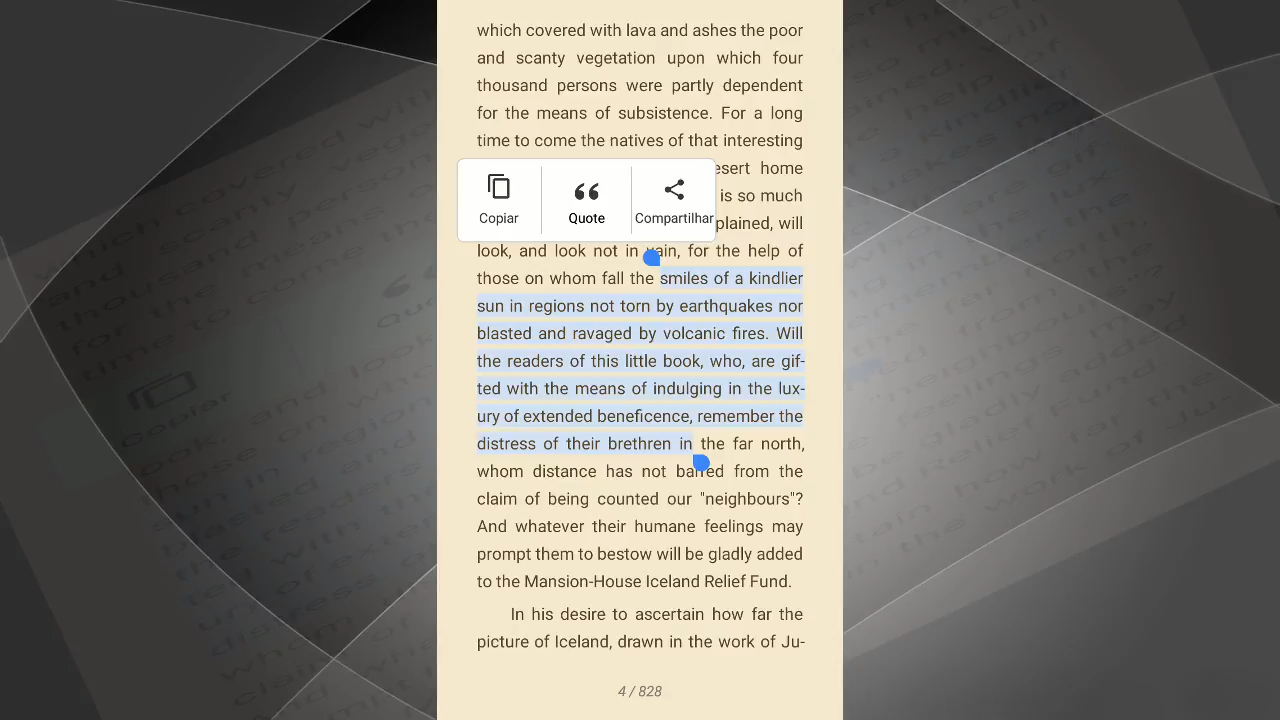 which covered with lava and ashes the poor
and scanty vegetation upon which four
thousand persons were partly dependent
for the means of subsistence. For a long
time to come the natives of that interesting
esert home
is so much
plained, will
Copiar
Quote
Compartilhar
look, and look not in vain, for the help of
those on whom fall the smiles of a kindlier
sun in regions not torn by earthquakes nor
blasted and ravaged by volcanic fires. Will
the readers of this little book, who, are gif-
ted with the means of indulging in the lux-
ury of extended beneficence, remember the
distress of their brethren in the far north,
whom distance has not barred from the
claim of being counted our "neighbours"?
And whatever their humane feelings may
prompt them to bestow will be gladly added
to the Mansion-House Iceland Relief Fund.
In his desire to ascertain how far the
picture of Iceland, drawn in the work of Ju-
4 / 828